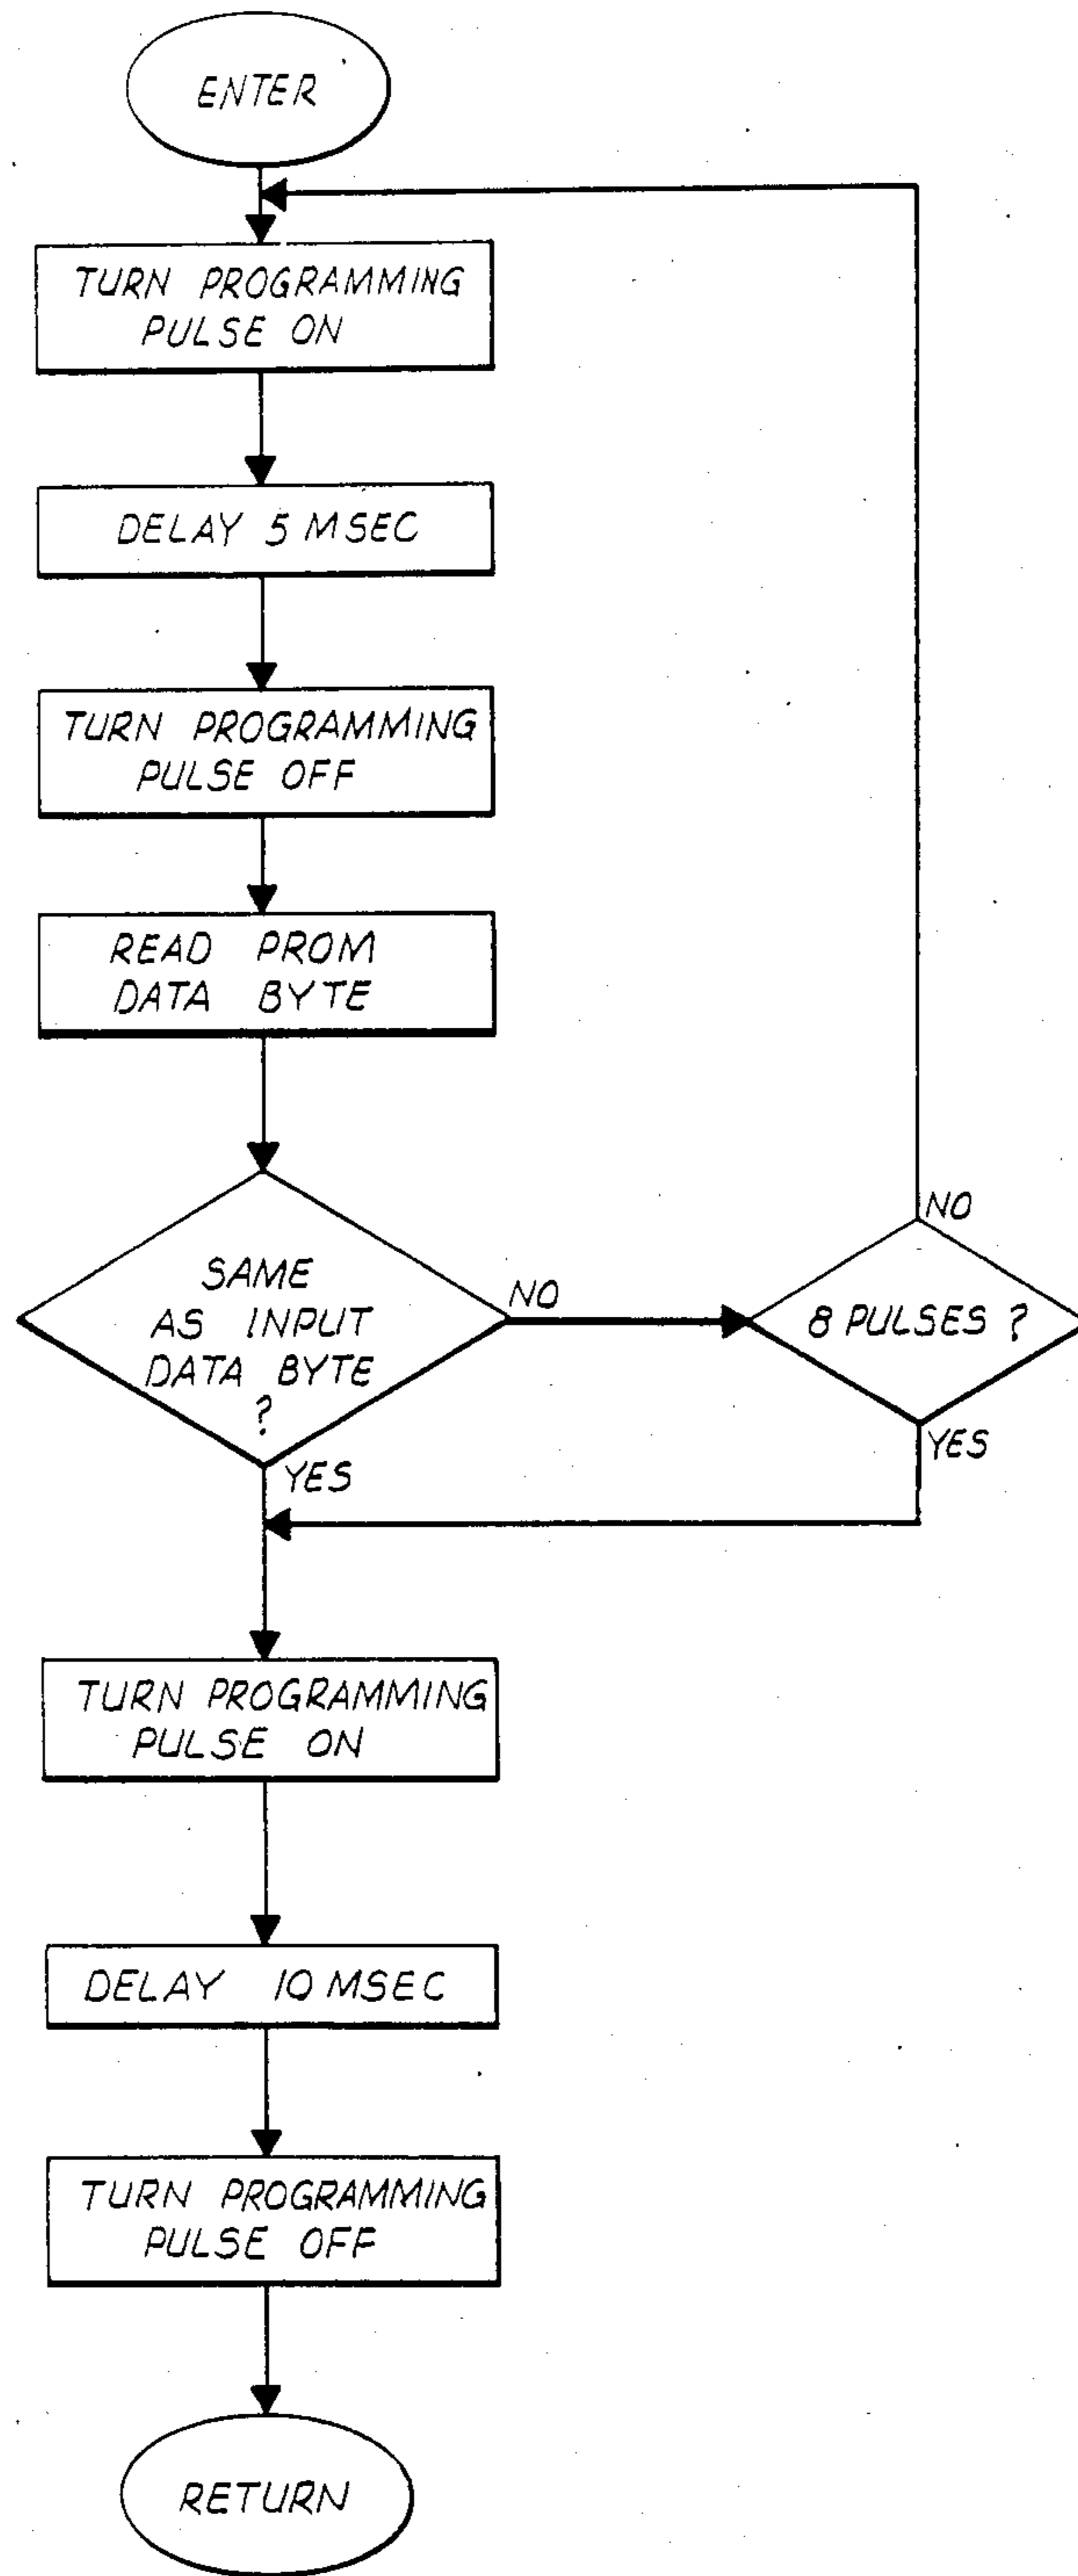 ENTER
TURN PROGRAMMING
PULSE ON
DELAY 5 MSEC
TURN PROGRAMMING
PULSE OFF
READ PROM
DATA BYTE
SAME
AS INPUT
DATA BYTE
?
NO
8 PULSES ?
NO
YES
YES
TURN PROGRAMMING
PULSE ON
DELAY 10 MSEC
TURN PROGRAMMING
PULSE OFF
RETURN